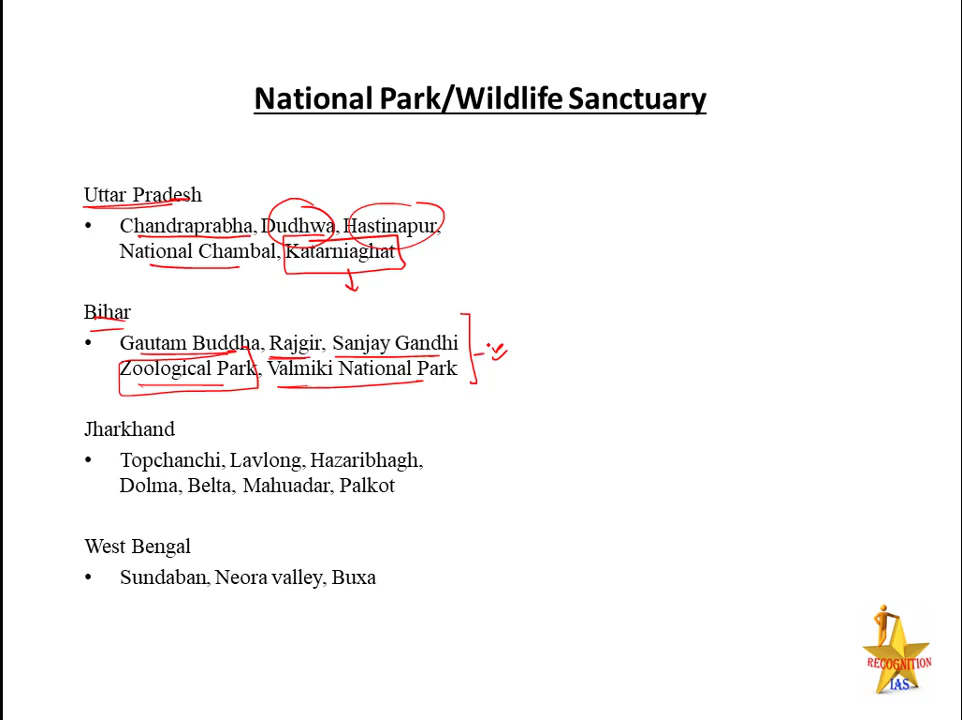 National Park/Wildlife Sanctuary
Uttar Pradesh
• Chandraprabha, Dudhwa, Hastinapur,
National Chambal, Katarniaghat
Bihar
• Gautam Buddha, Rajgir, Sanjay Gandhi
Zoological Park, Valmiki National Park
Jharkhand
• Topchanchi, Lavlong, Hazaribhagh,
Dolma, Belta, Mahuadar, Palkot
West Bengal
• Sundaban, Neora valley, Buxa
RECOGNITION
IAS